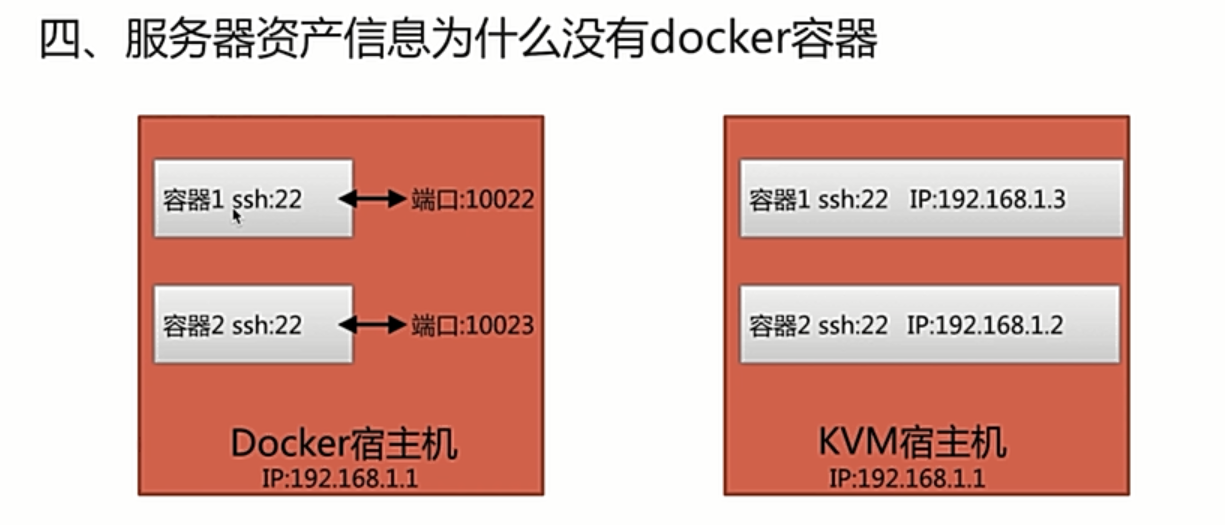 四、服务器资产信息为什么没有docker容器
容器1 ssh:22 端口:10022
容器2 ssh:22 端口:10023
Docker宿主机
IP:192.168.1.1
容器1 ssh:22 IP:192.168.1.3
容器2 ssh:22 IP:192.168.1.2
KVM宿主机
IP:192.168.1.1